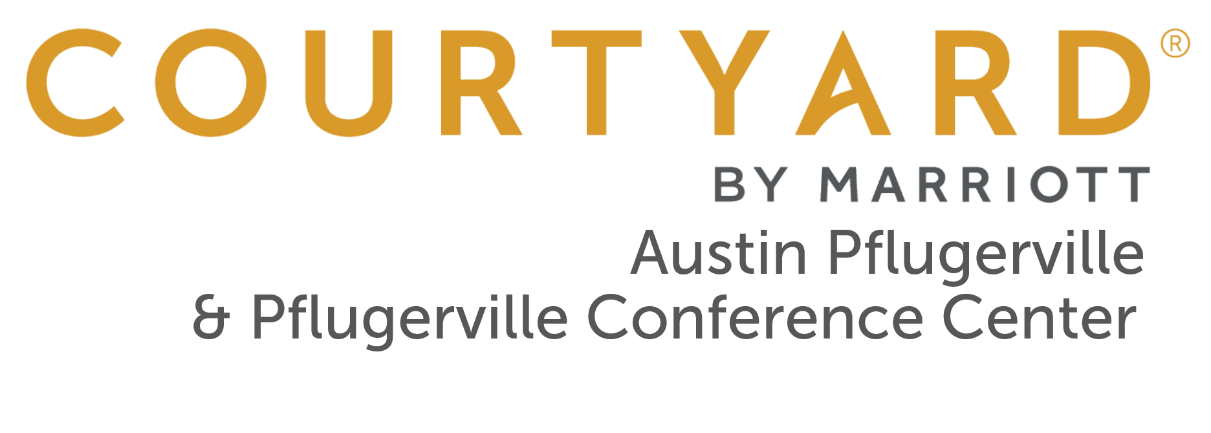 COURTYARD®
BY MARRIOTT
Austin Pflugerville
& Pflugerville Conference Center